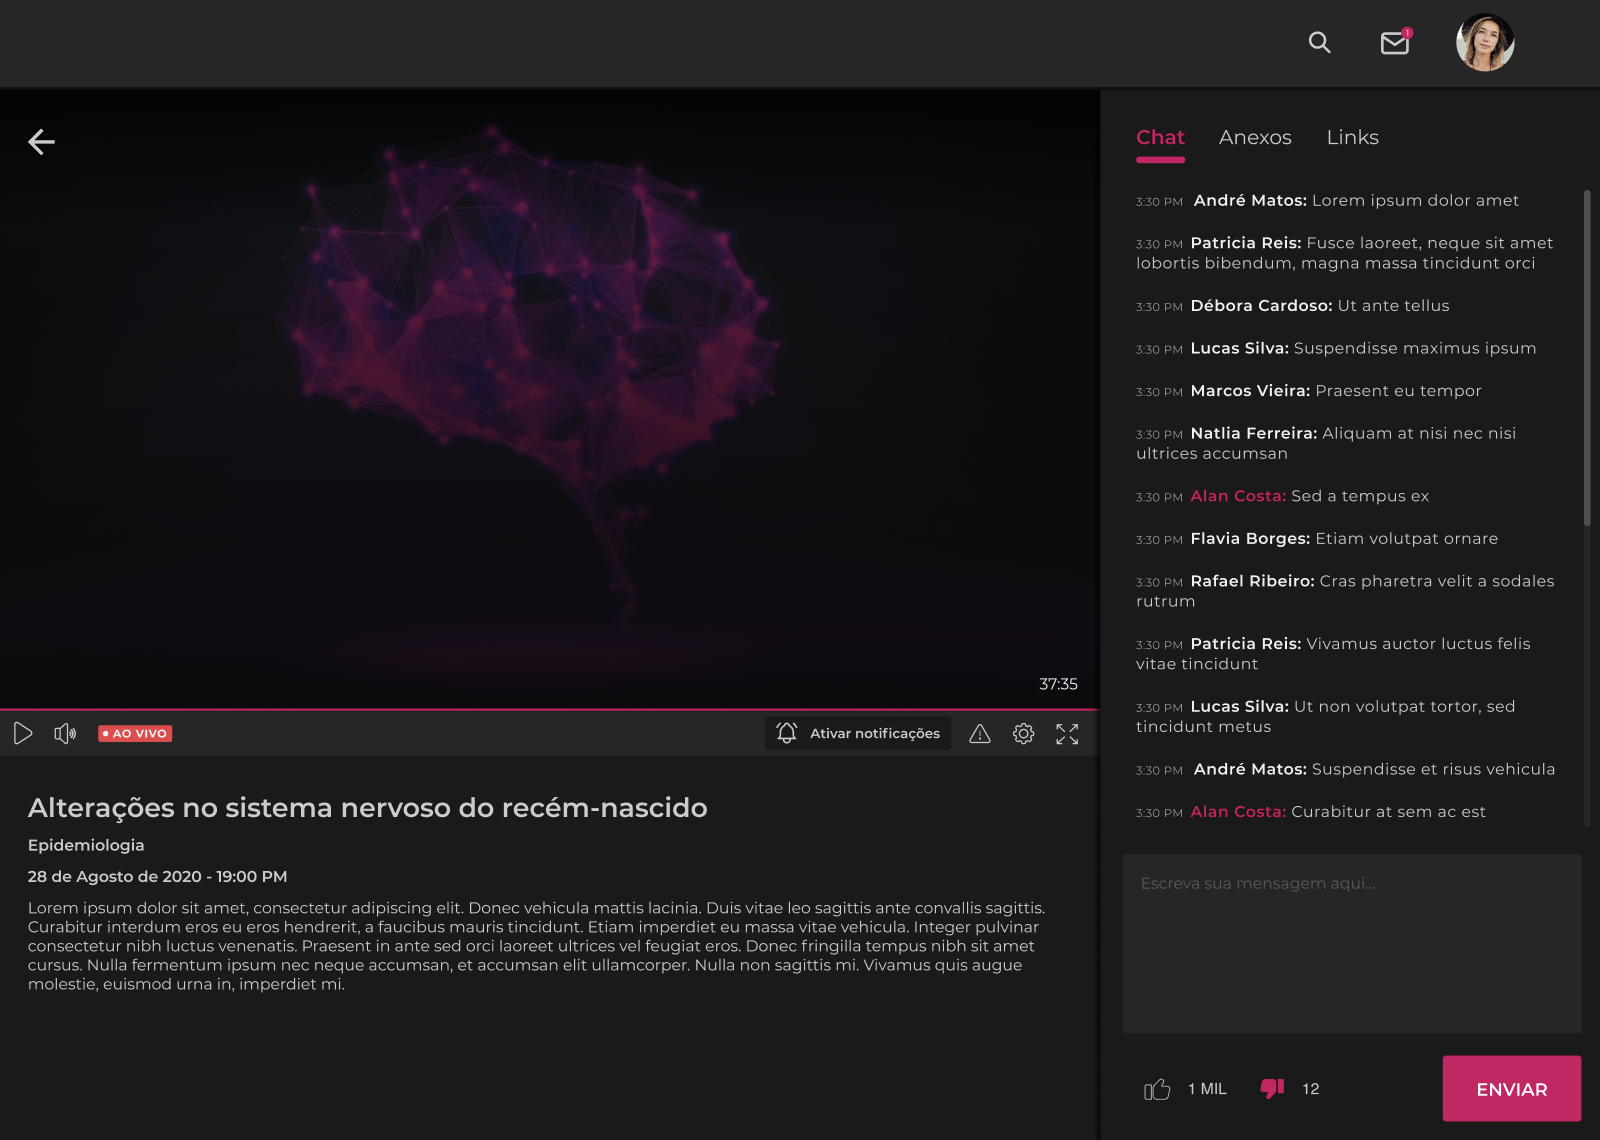 1
Chat Anexos Links
3:30 PM André Matos: Lorem ipsum dolor amet
3:30 PM Patricia Reis: Fusce laoreet, neque sit amet
lobortis bibendum, magna massa tincidunt orci
3:30 PM Débora Cardoso: Ut ante tellus
3:30 PM Lucas Silva: Suspendisse maximus ipsum
3:30 PM Marcos Vieira: Praesent eu tempor
3:30 PM Natlia Ferreira: Aliquam at nisi nec nisi
ultrices accumsan
3:30 PM Alan Costa: Sed a tempus ex
3:30 PM Flavia Borges: Etiam volutpat ornare
3:30 PM Rafael Ribeiro: Cras pharetra velit a sodales
rutrum
3:30 PM Patricia Reis: Vivamus auctor luctus felis
vitae tincidunt
3:30 PM Lucas Silva: Ut non volutpat tortor, sed
tincidunt metus
3:30 PM André Matos: Suspendisse et risus vehicula
3:30 PM Alan Costa: Curabitur at sem ac est
Escreva sua mensagem aqui...
1 MIL 12 ENVIAR
37:35
AO VIVO Ativar notificações
Alterações no sistema nervoso do recém-nascido
Epidemiologia
28 de Agosto de 2020 - 19:00 PM
Lorem ipsum dolor sit amet, consectetur adipiscing elit. Donec vehicula mattis lacinia. Duis vitae leo sagittis ante convallis sagittis.
Curabitur interdum eros eu eros hendrerit, a faucibus mauris tincidunt. Etiam imperdiet eu massa vitae vehicula. Integer pulvinar
consectetur nibh luctus venenatis. Praesent in ante sed orci laoreet ultrices vel feugiat eros. Donec fringilla tempus nibh sit amet
cursus. Nulla fermentum ipsum nec neque accumsan, et accumsan elit ullamcorper. Nulla non sagittis mi. Vivamus quis augue
molestie, euismod urna in, imperdiet mi.